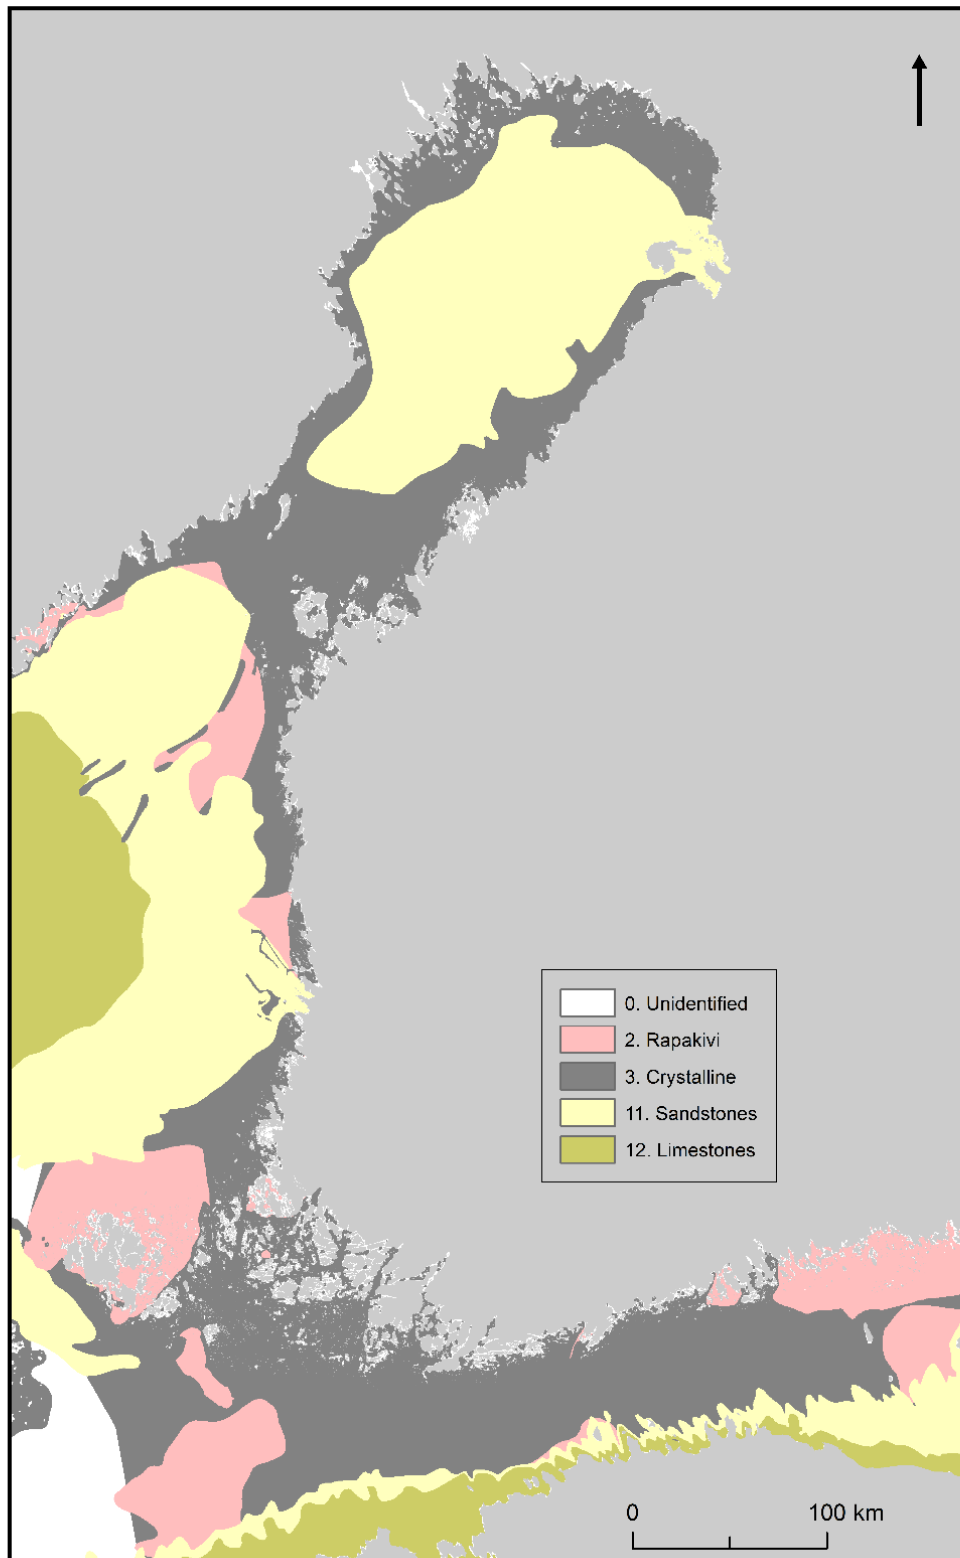 0. Unidentified
2. Rapakivi
3. Crystalline
11. Sandstones
12. Limestones
0 100 km